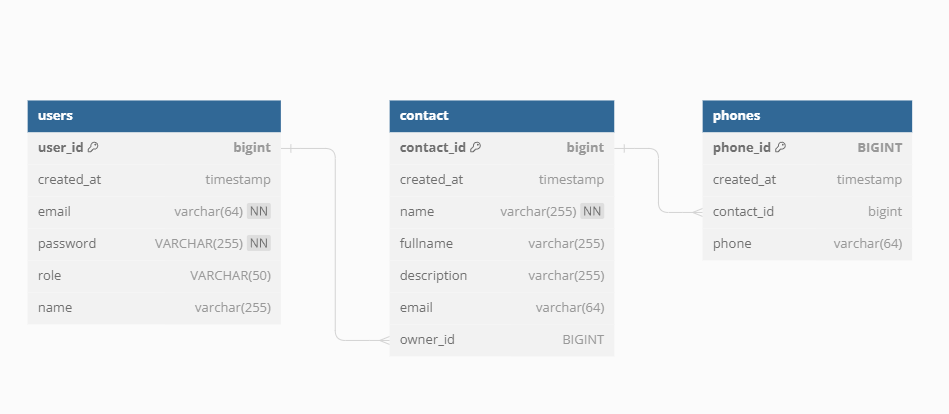 users
user_id bigint
created_at timestamp
email varchar(64) NN
password VARCHAR(255) NN
role VARCHAR(50)
name varchar(255)
contact
contact_id bigint
created_at timestamp
name varchar(255) NN
fullname varchar(255)
description varchar(255)
email varchar(64)
owner_id BIGINT
phones
phone_id BIGINT
created_at timestamp
contact_id bigint
phone varchar(64)